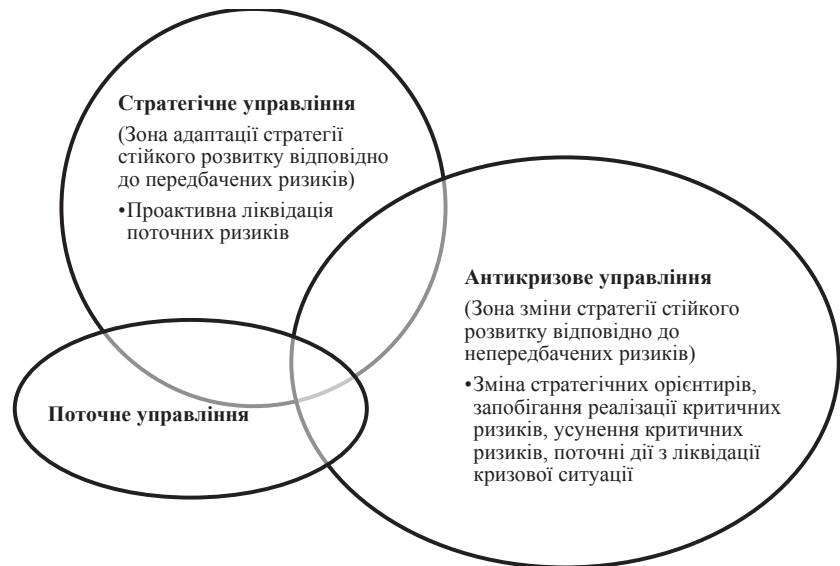 Стратегічне управління
(Зона адаптації стратегії
стійкого розвитку відповідно
до передбачених ризиків)
•Проактивна ліквідація
поточних ризиків
Антикризове управління
(Зона зміни стратегії стійкого
розвитку відповідно до
непередбачених ризиків)
•Зміна стратегічних орієнтирів,
запобігання реалізації критичних
ризиків, усунення критичних
ризиків, поточні дії з ліквідації
кризової ситуації
Поточне управління